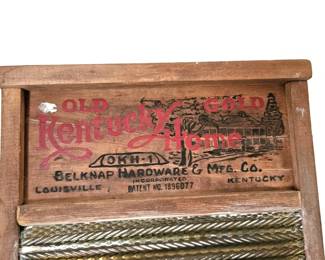 OLD GOLD
Kentucky Home
OKH-1
BELKNAP HARDWARE & MFG. CO.
INCORPORATED
LOUISVILLE, KENTUCKY
PATENT NO. 1896077